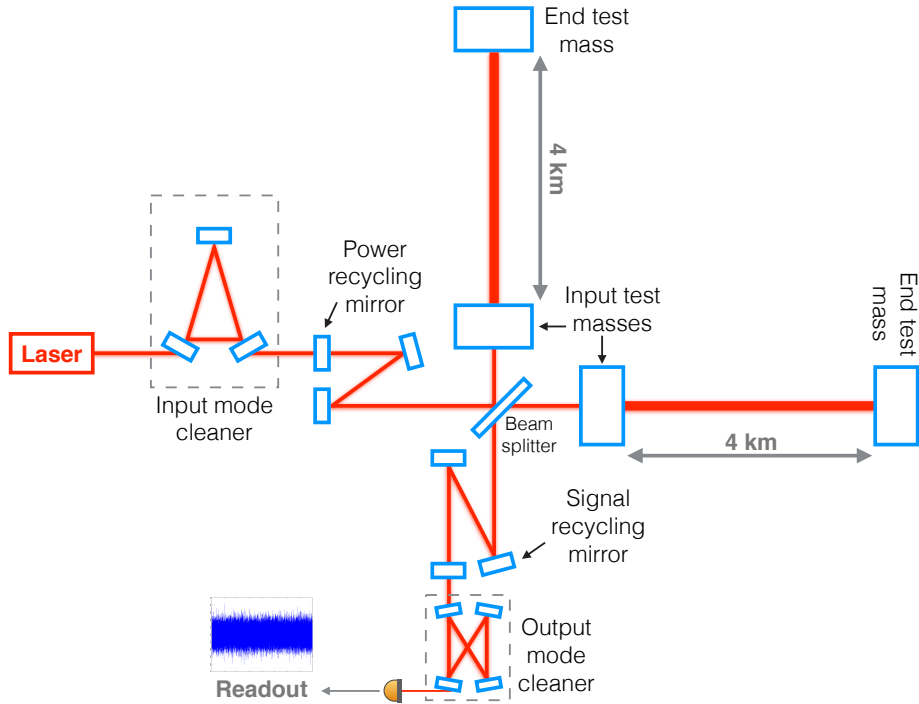 End test
mass
4 km
Power
recycling
mirror
Input test
masses
End test
mass
Laser
Input mode
cleaner
Beam
splitter
4 km
Signal
recycling
mirror
Output
mode
cleaner
Readout